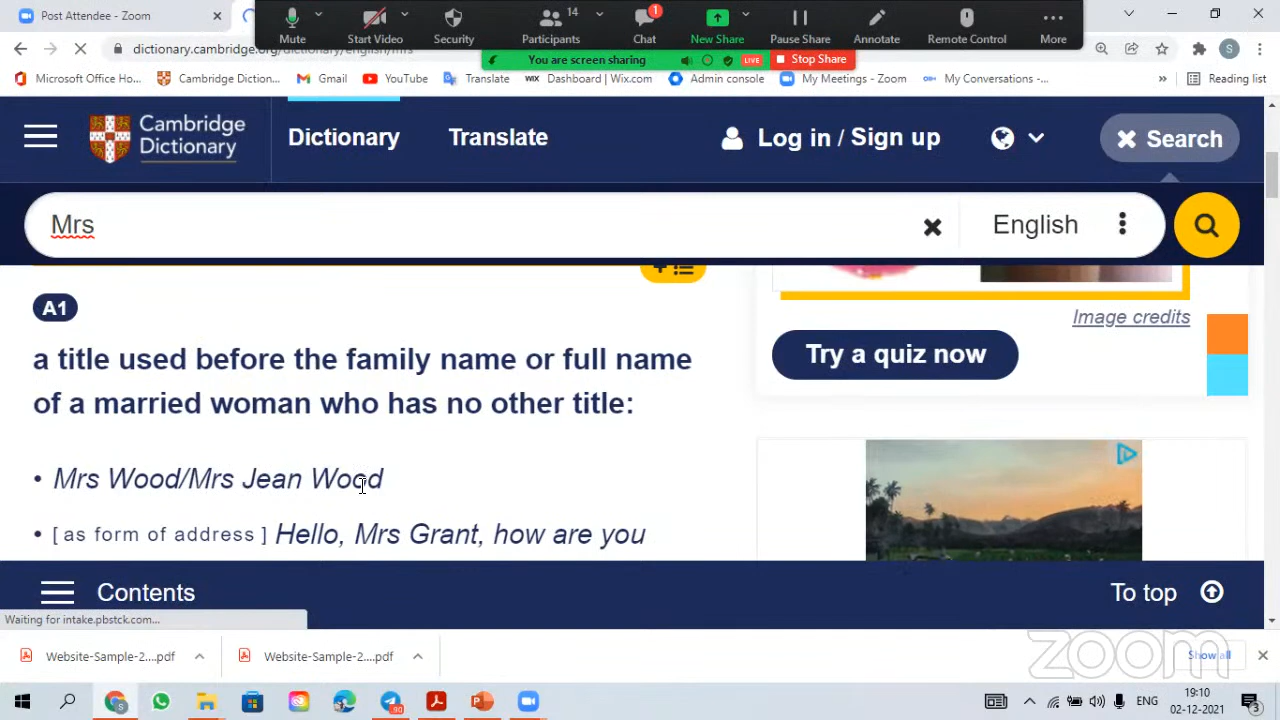 Post Attendee - Zoom
14
1
Mute
Start Video
Security
Participants
Chat
New Share
Pause Share
Annotate
Remote Control
More
dictionary.cambridge.org/dictionary/english/mrs
You are screen sharing
LIVE
Stop Share
S
Microsoft Office Ho...
Cambridge Diction...
Gmail
YouTube
Translate
WIX Dashboard | Wix.com
Admin console
My Meetings - Zoom
My Conversations -...
»
Reading list
Cambridge
Dictionary
Dictionary
Translate
Log in / Sign up
Search
Mrs
English
A1
Image credits
a title used before the family name or full name
of a married woman who has no other title:
Try a quiz now
• Mrs Wood/Mrs Jean Wood
• [ as form of address ] Hello, Mrs Grant, how are you
Contents
To top
Waiting for intake.pbstck.com...
Website-Sample-2....pdf
Website-Sample-2....pdf
Show all
zoom
90
ENG
19:10
02-12-2021
3